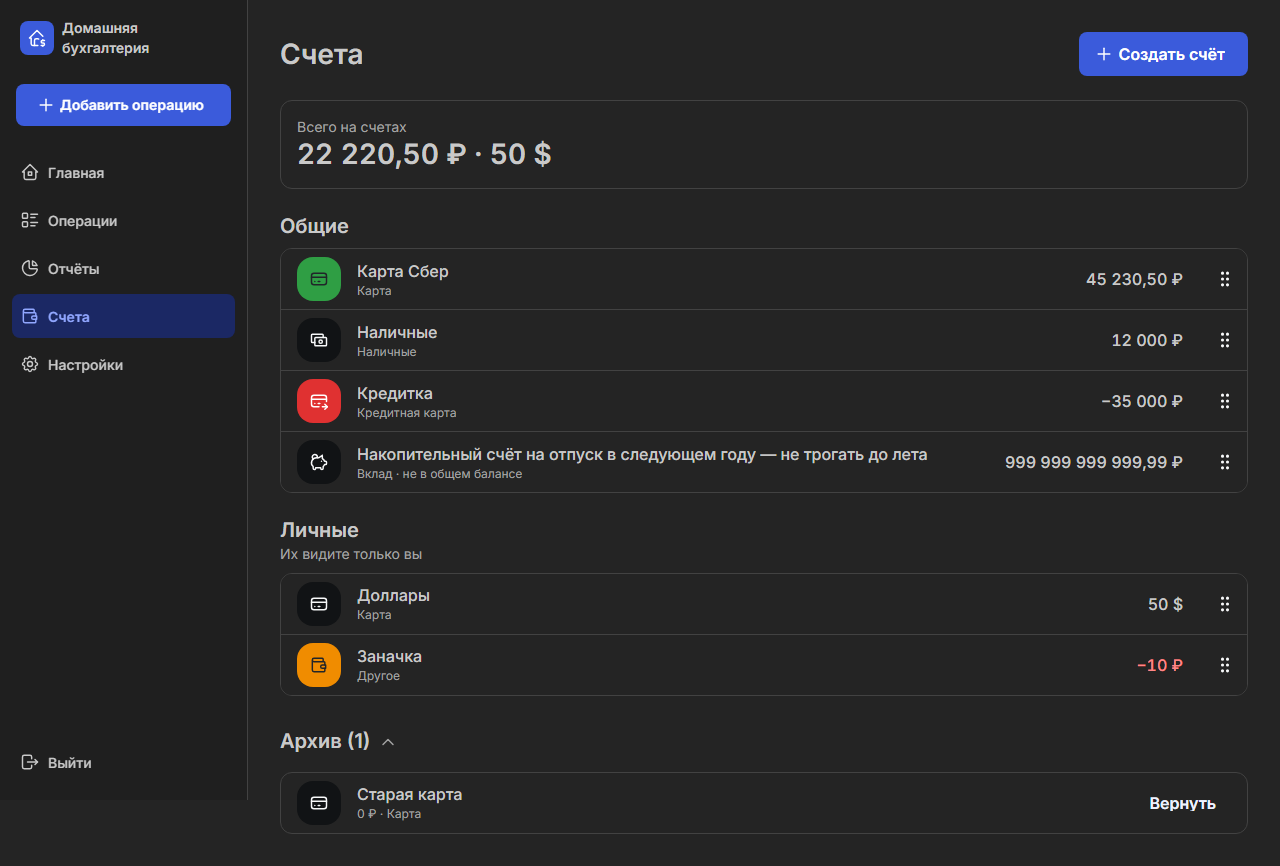 Домашняя
бухгалтерия
Добавить операцию
Главная
Операции
Отчёты
Счета
Настройки
Выйти
Счета
Создать счёт
Всего на счетах
22 220,50 ₽ · 50 $
Общие
Карта Сбер
Карта
45 230,50 ₽
Наличные
Наличные
12 000 ₽
Кредитка
Кредитная карта
−35 000 ₽
Накопительный счёт на отпуск в следующем году — не трогать до лета
Вклад · не в общем балансе
999 999 999 999,99 ₽
Личные
Их видите только вы
Доллары
Карта
50 $
Заначка
Другое
−10 ₽
Архив (1)
Старая карта
0 ₽ · Карта
Вернуть